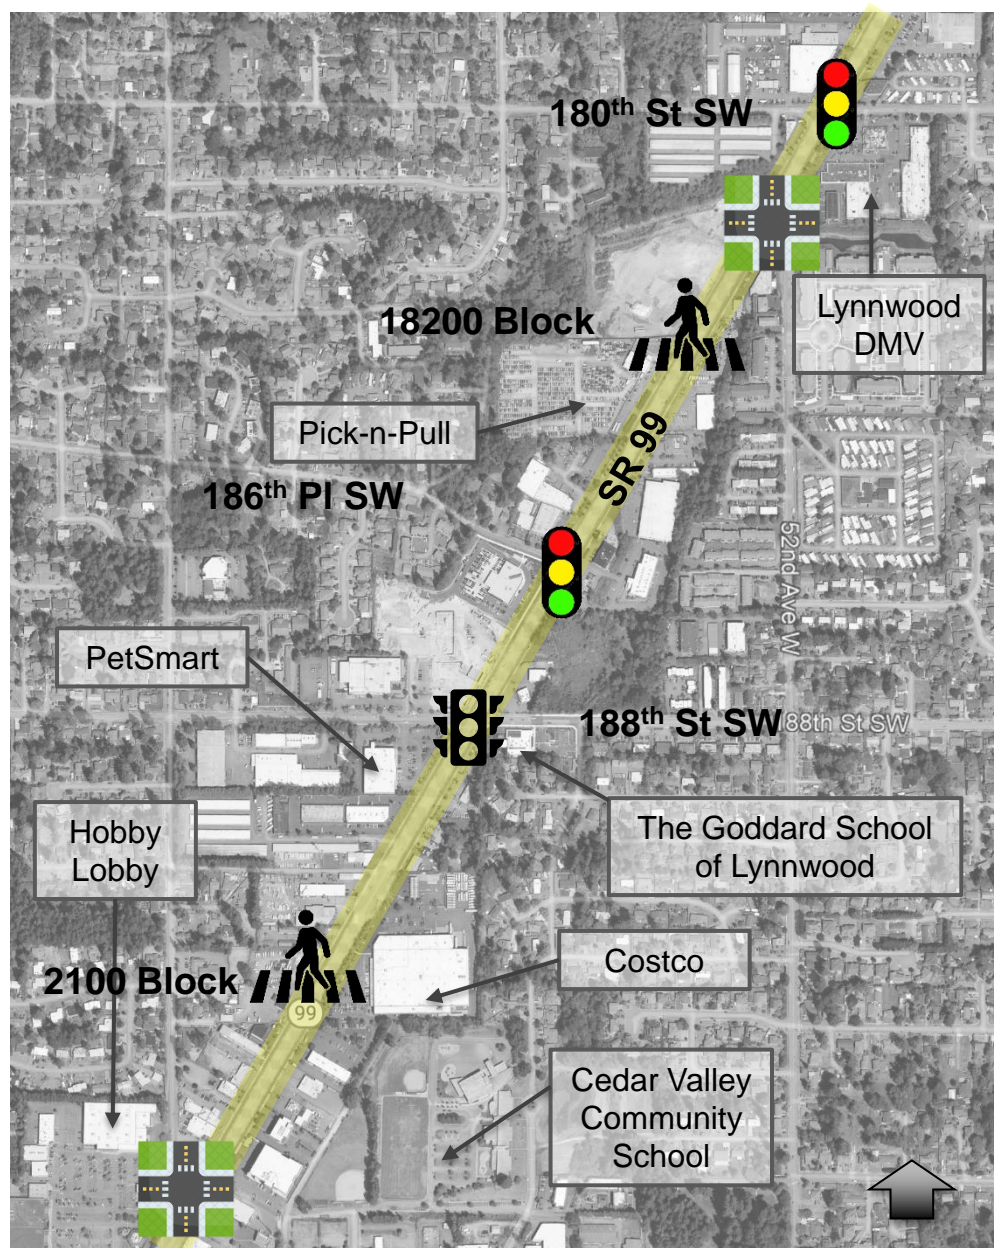 180th St SW
Lynnwood
DMV
18200 Block
Pick-n-Pull
SR 99
186th Pl SW
52nd Ave W
PetSmart
188th St SW
88th St SW
Hobby
Lobby
The Goddard School
of Lynnwood
Costco
2100 Block
99
Cedar Valley
Community
School